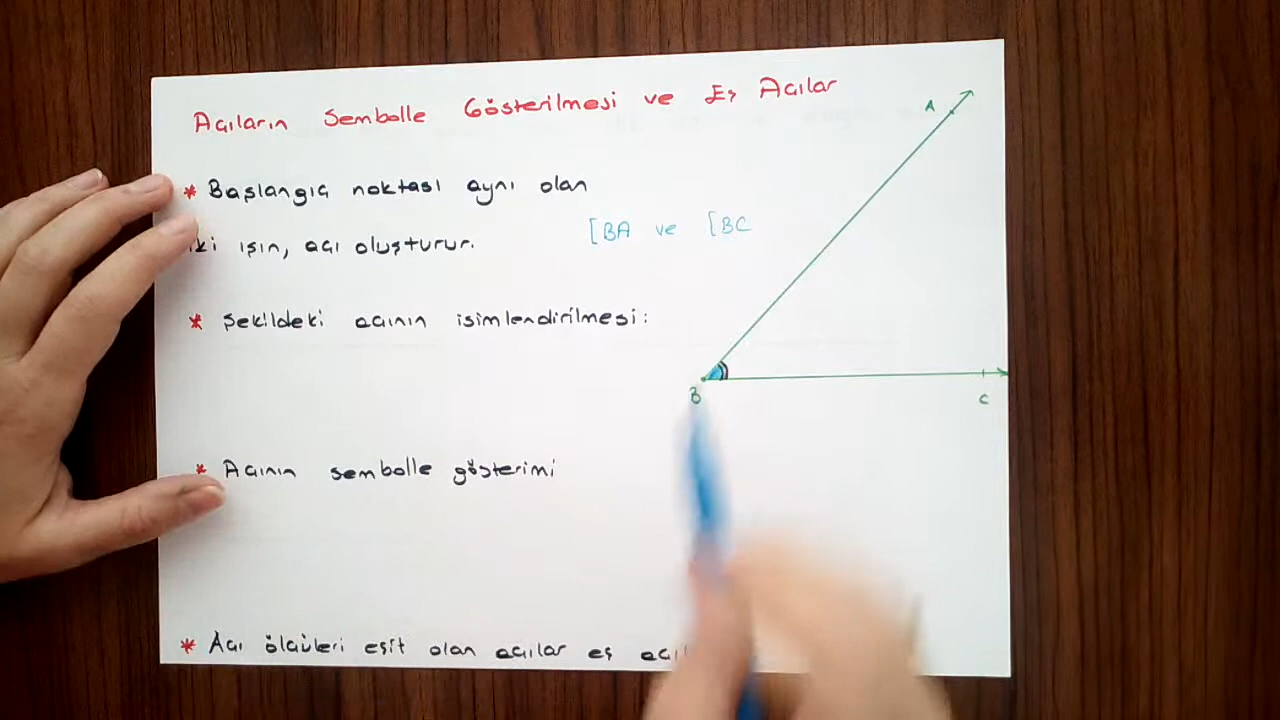 Açıların Sembolle Gösterilmesi ve Eş Açılar
* Başlangıç noktası aynı olan
ışın, açı oluşturur.
[BA ve [BC
* Şekildeki açının isimlendirilmesi:
* Açının sembolle gösterimi
* Açı ölçüleri eşit olan açılar eş
A
B
C